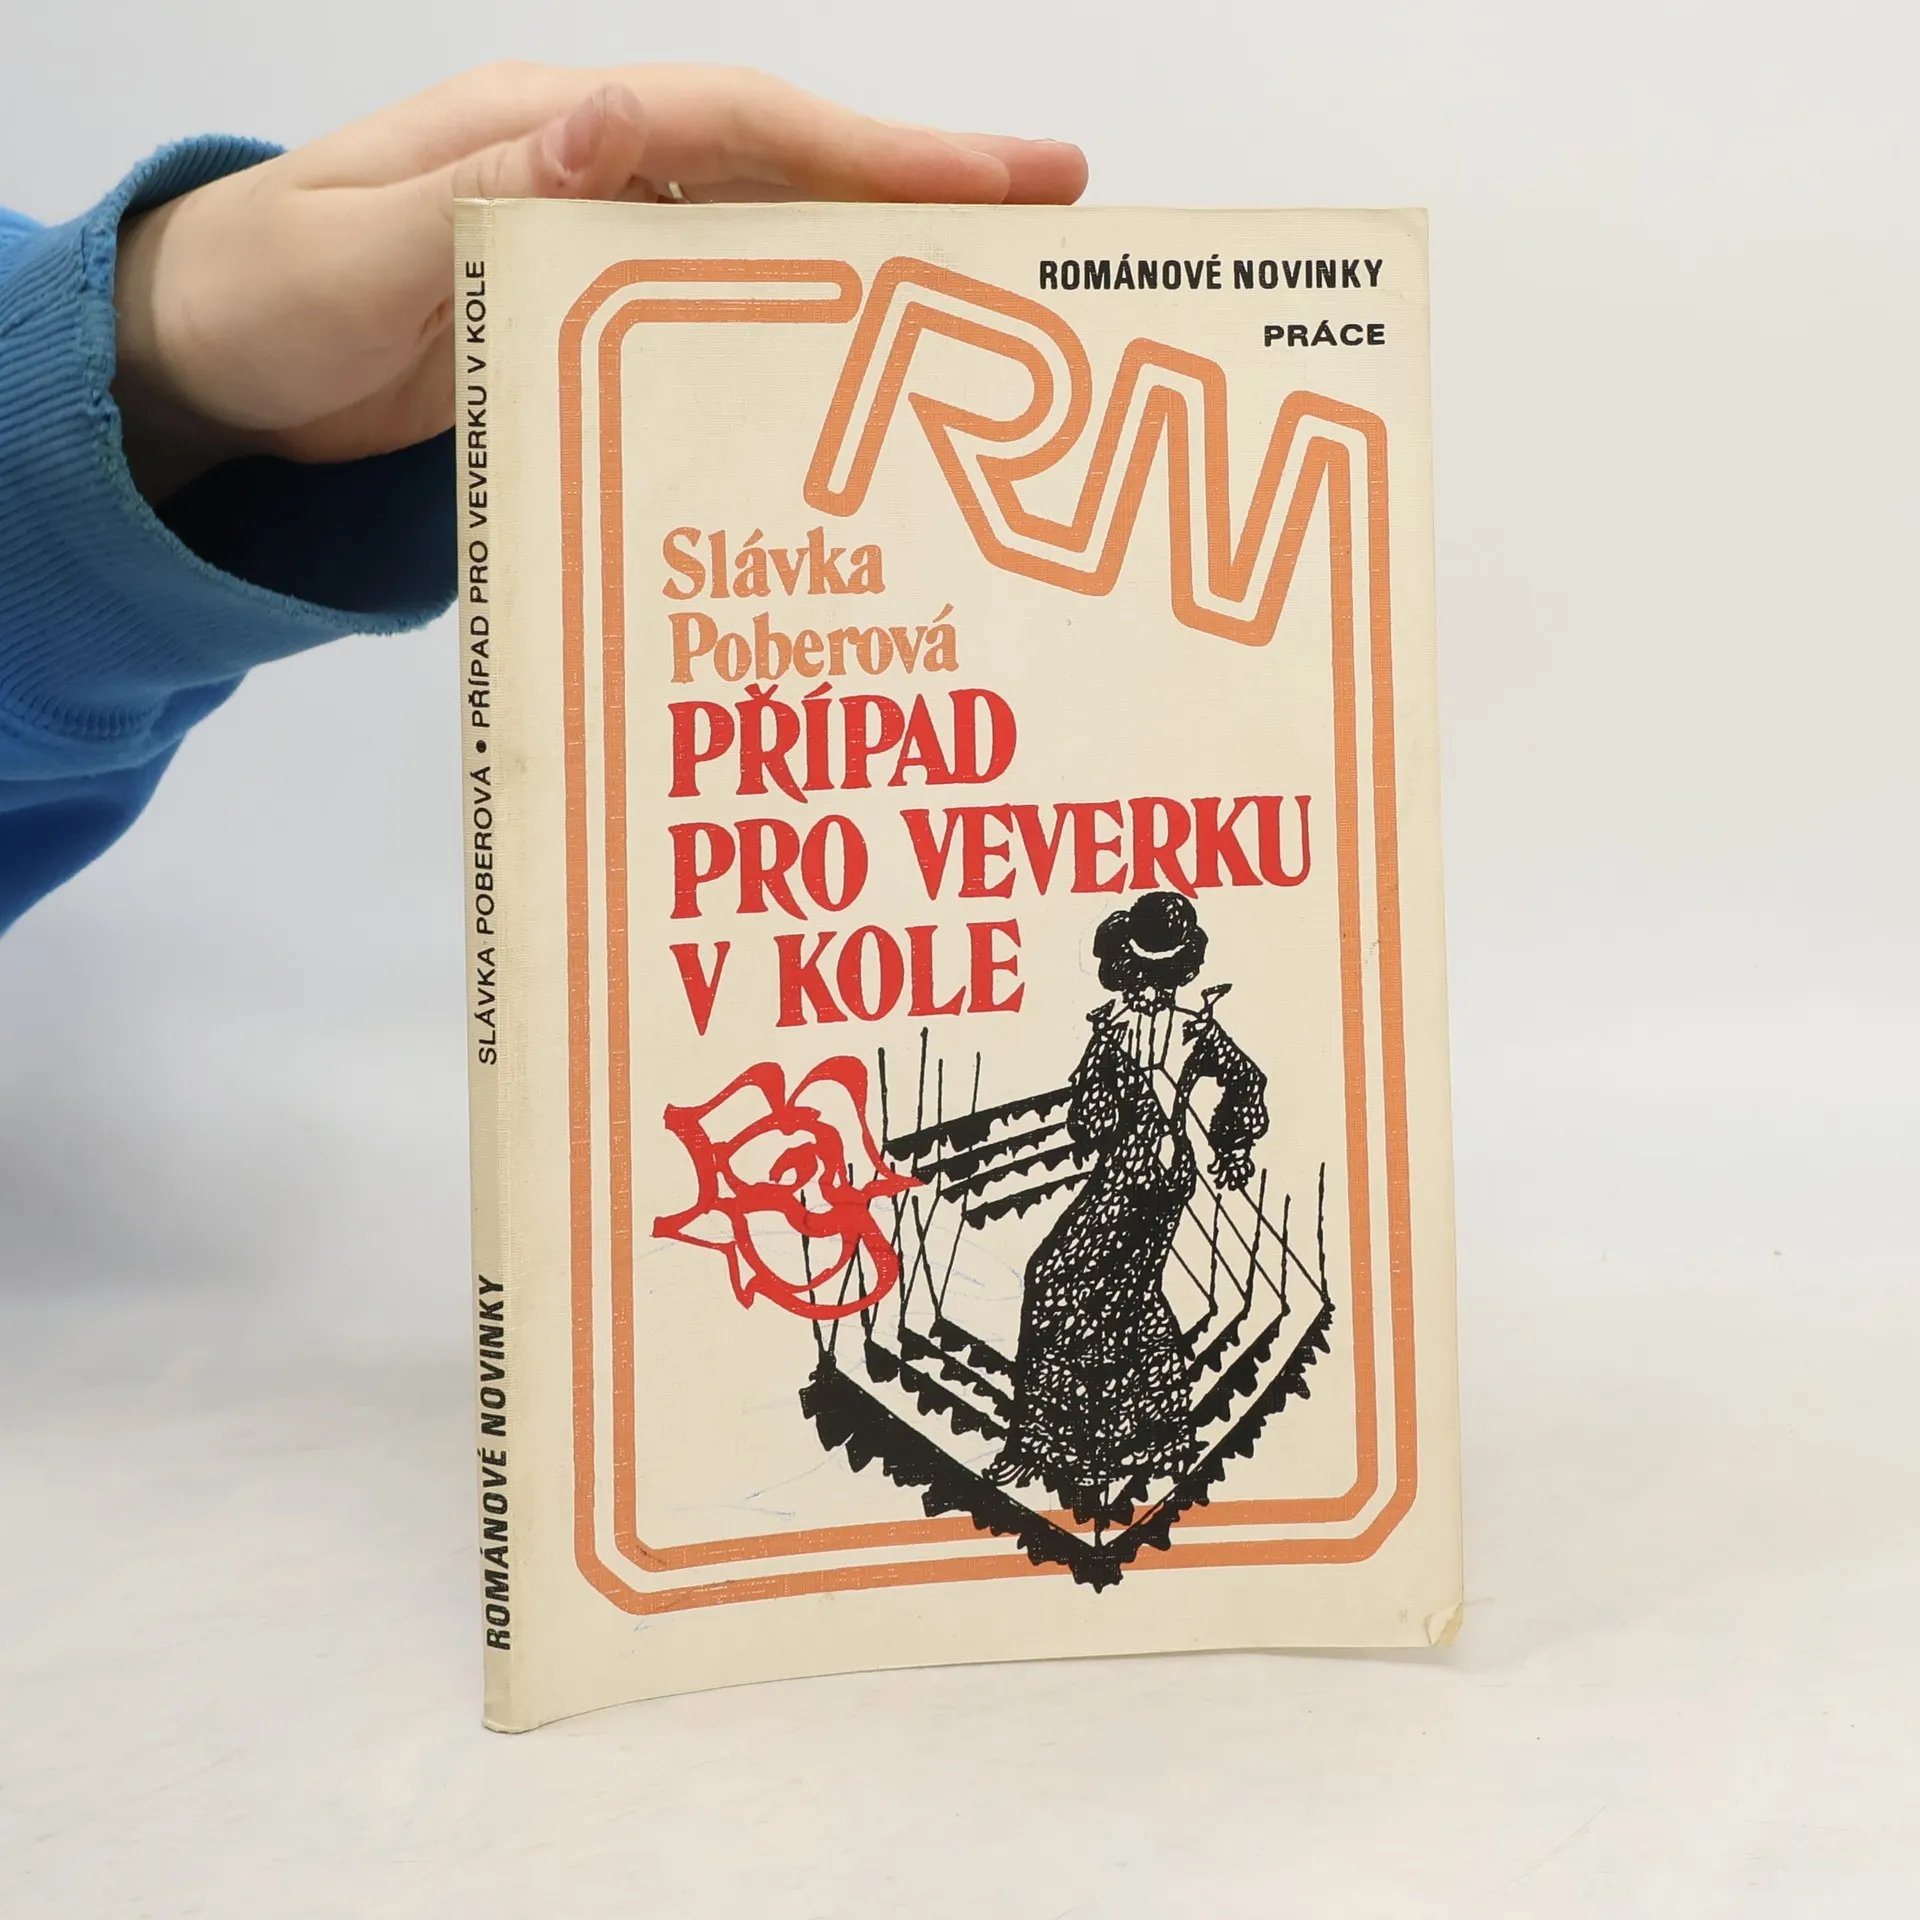 ROMÁNOVÉ NOVINKY
PRÁCE
RN
Slávka
Poberová
PŘÍPAD
PRO VEVERKU
V KOLE
SLÁVKA POBEROVÁ • PŘÍPAD PRO VEVERKU V KOLE
ROMÁNOVÉ NOVINKY